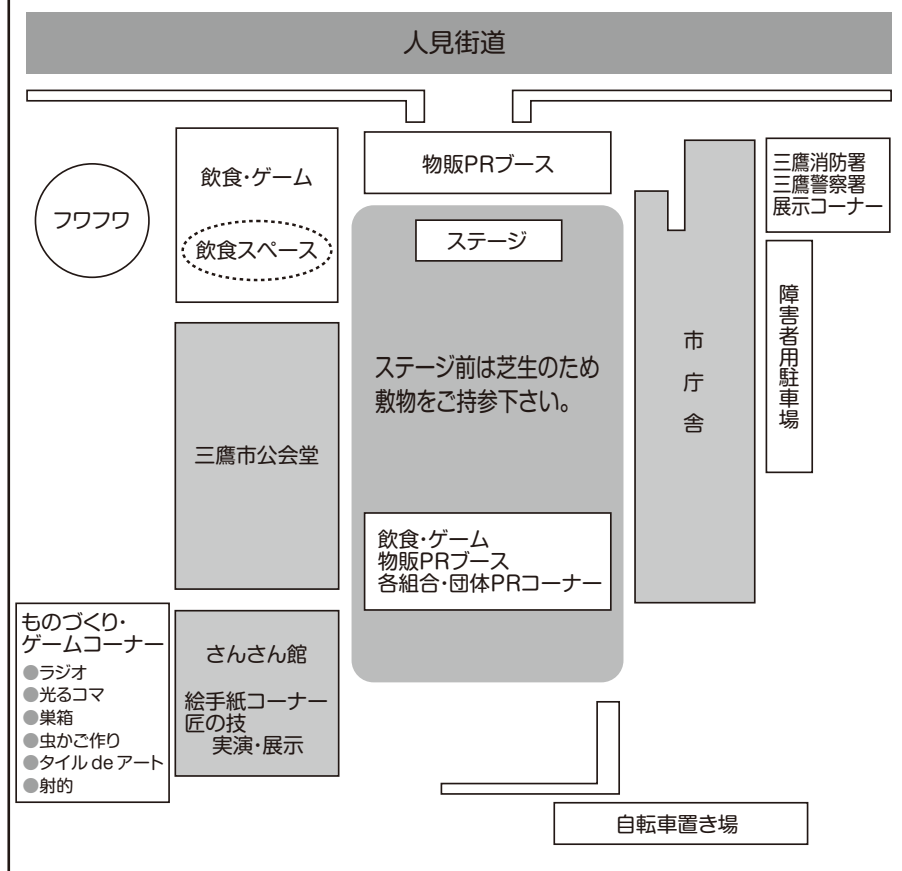 人見街道
フワフワ
飲食・ゲーム
飲食スペース
物販PRブース
ステージ
ステージ前は芝生のため
敷物をご持参下さい。
三鷹消防署
三鷹警察署
展示コーナー
障害者用駐車場
市庁舎
三鷹市公会堂
飲食・ゲーム
物販PRブース
各組合・団体PRコーナー
ものづくり・
ゲームコーナー
●ラジオ
●光るコマ
●巣箱
●虫かご作り
●タイル de アート
●射的
さんさん館
絵手紙コーナー
匠の技
実演・展示
自転車置き場